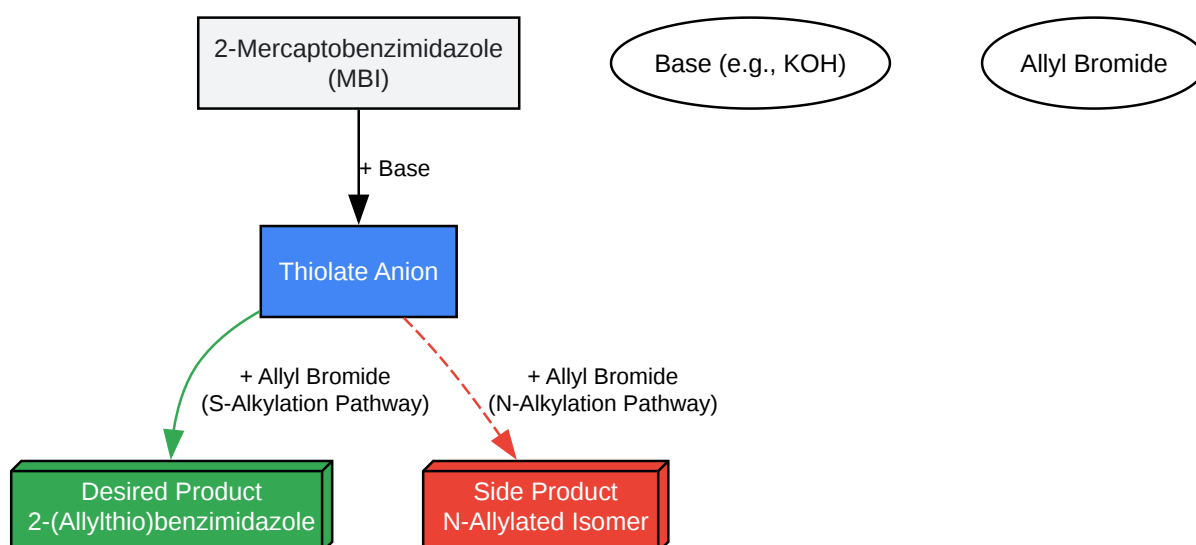 2-Mercaptobenzimidazole
(MBI)
Base (e.g., KOH)
Allyl Bromide
+ Base
Thiolate Anion
+ Allyl Bromide
(S-Alkylation Pathway)
+ Allyl Bromide
(N-Alkylation Pathway)
Desired Product
2-(Allylthio)benzimidazole
Side Product
N-Allylated Isomer